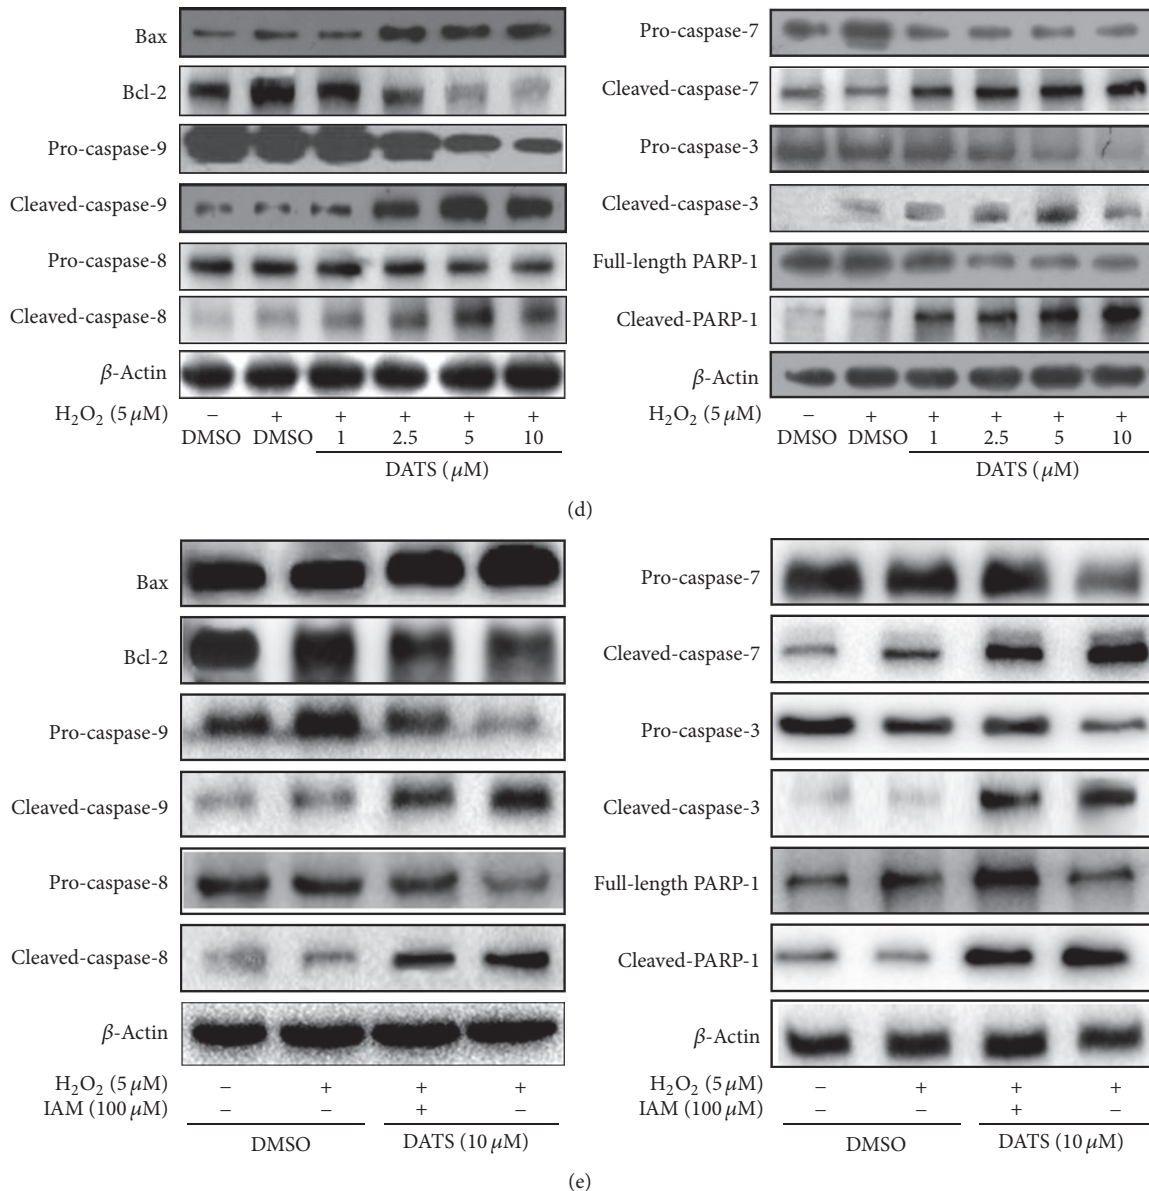 Bax
Bcl-2
Pro-caspase-9
Cleaved-caspase-9
Pro-caspase-8
Cleaved-caspase-8
β-Actin
H₂O₂ (5 μM) − + + + + +
DMSO DMSO 1 2.5 5 10
DATS (μM)
Pro-caspase-7
Cleaved-caspase-7
Pro-caspase-3
Cleaved-caspase-3
Full-length PARP-1
Cleaved-PARP-1
β-Actin
H₂O₂ (5 μM) − + + + + +
DMSO DMSO 1 2.5 5 10
DATS (μM)
(d)
Bax
Bcl-2
Pro-caspase-9
Cleaved-caspase-9
Pro-caspase-8
Cleaved-caspase-8
β-Actin
H₂O₂ (5 μM) − + + +
IAM (100 μM) − − + −
DMSO DATS (10 μM)
Pro-caspase-7
Cleaved-caspase-7
Pro-caspase-3
Cleaved-caspase-3
Full-length PARP-1
Cleaved-PARP-1
β-Actin
H₂O₂ (5 μM) − + + +
IAM (100 μM) − − + −
DMSO DATS (10 μM)
(e)